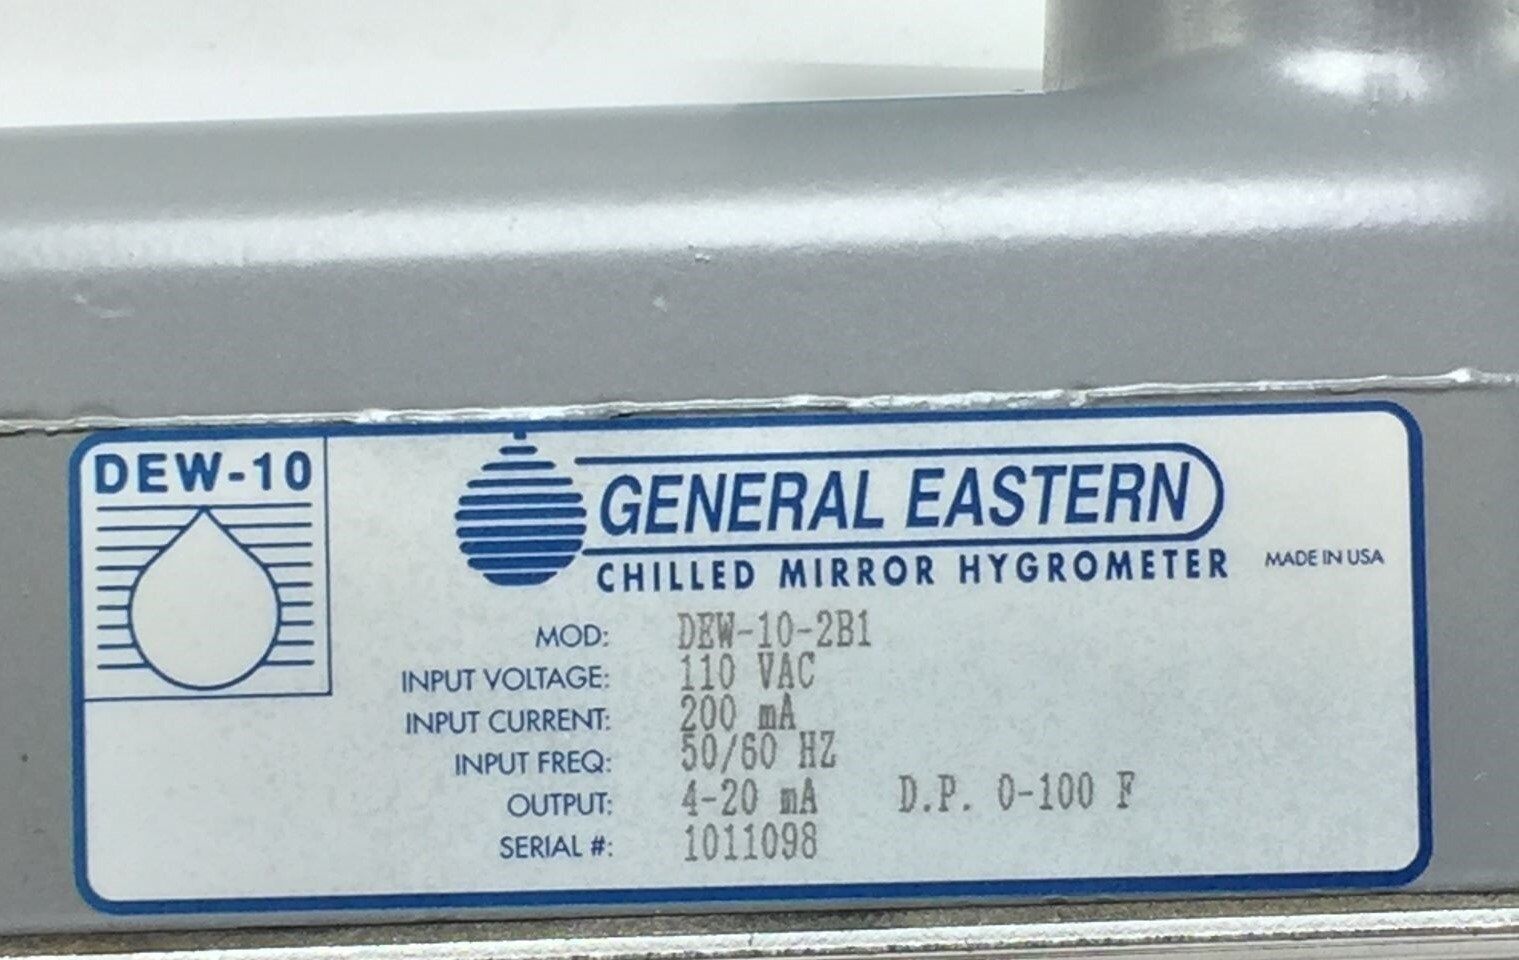 DEW-10
GENERAL EASTERN
CHILLED MIRROR HYGROMETER
MADE IN USA
MOD: DEW-10-2B1
INPUT VOLTAGE: 110 VAC
INPUT CURRENT: 200 mA
INPUT FREQ: 50/60 HZ
OUTPUT: 4-20 mA D.P. 0-100 F
SERIAL #: 1011098